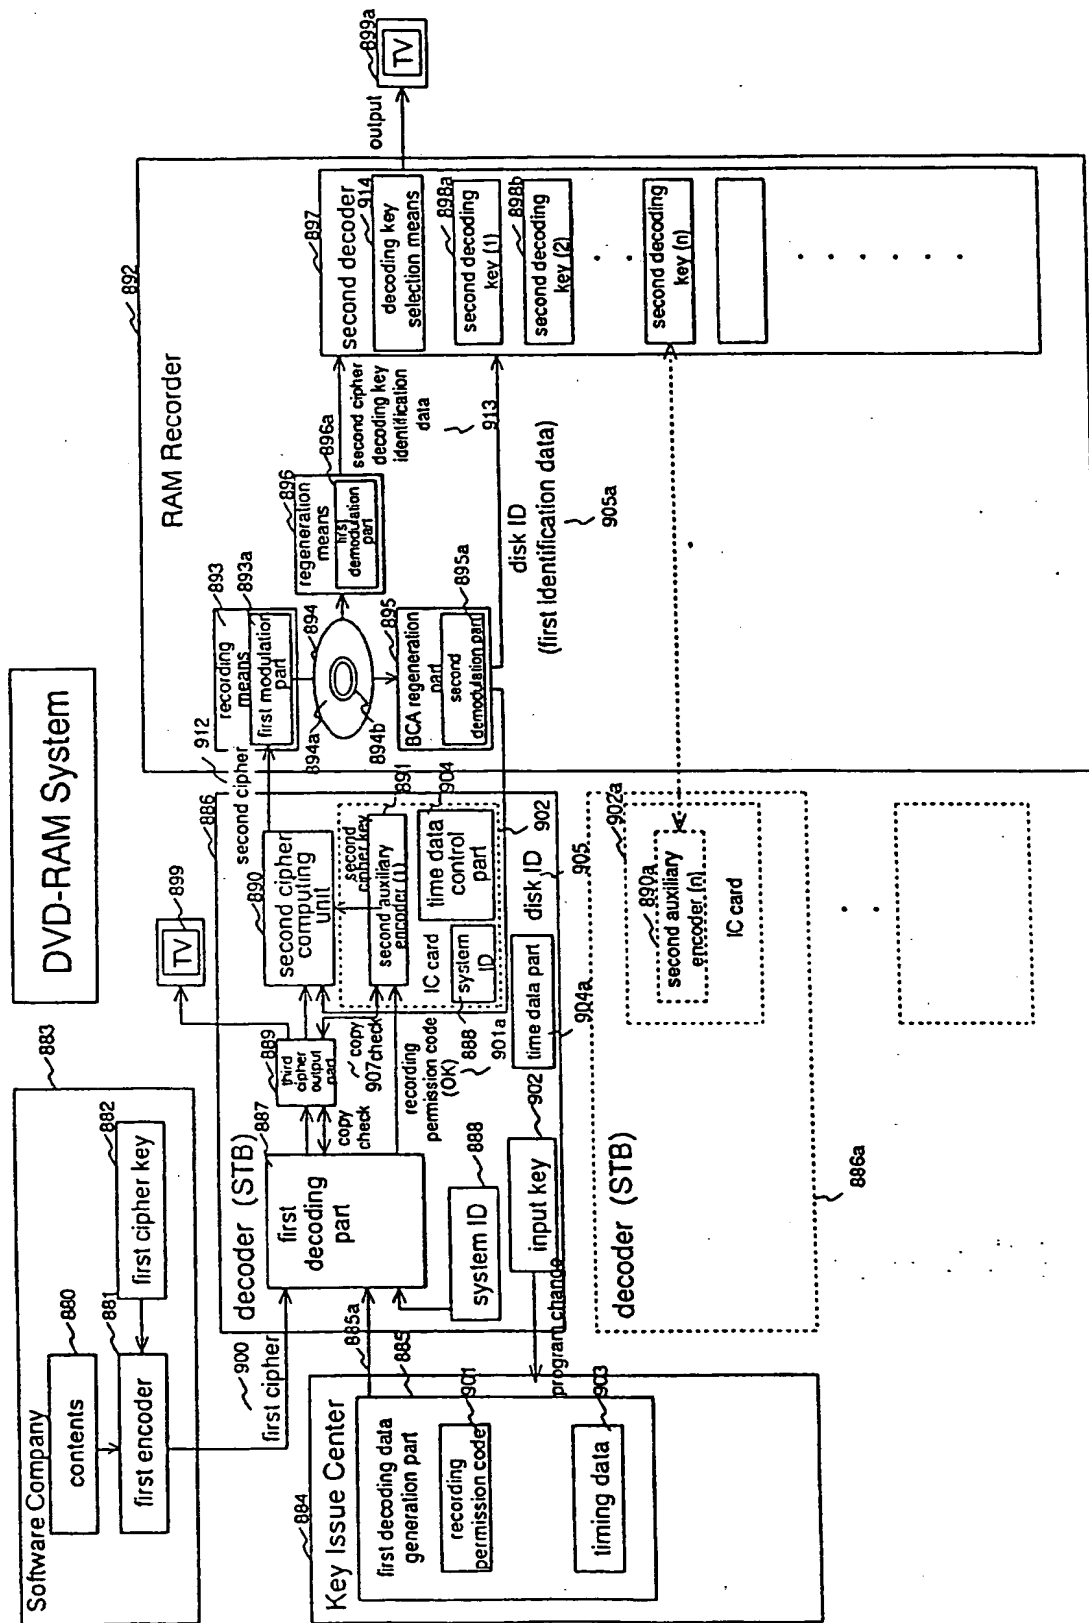 DVD-RAM System
Software Company
883
contents
880
first encoder
881
first cipher key
882
900
first cipher
Key Issue Center
884
first decoding data
generation part
885
885a
recording
permission code
901
timing data
903
program change
decoder (STB)
886
first
decoding
part
887
system ID
888
input key
902
copy
check
third
cipher
output
part
889
TV
899
second cipher
computing
unit
890
copy
check
907
recording
permission code
(OK)
901a
888
second cipher key
second auxiliary
encoder (1)
891
IC card
system
ID
time data
control
part
904
902
time data part
904a
disk ID
905
second cipher
912
decoder (STB)
886a
second auxiliary
encoder (n)
890a
IC card
902a
RAM Recorder
892
recording
means
893
first modulation
part
893a
894
894a
894b
BCA regeneration
part
895
second
demodulation part
895a
regeneration
means
896
demodulation
part
896a
second cipher
decoding key
identification
data
913
disk ID
(first identification data)
905a
second decoder
897
decoding key
selection means
914
second decoding
key (1)
898a
second decoding
key (2)
898b
second decoding
key (n)
output
TV
899a